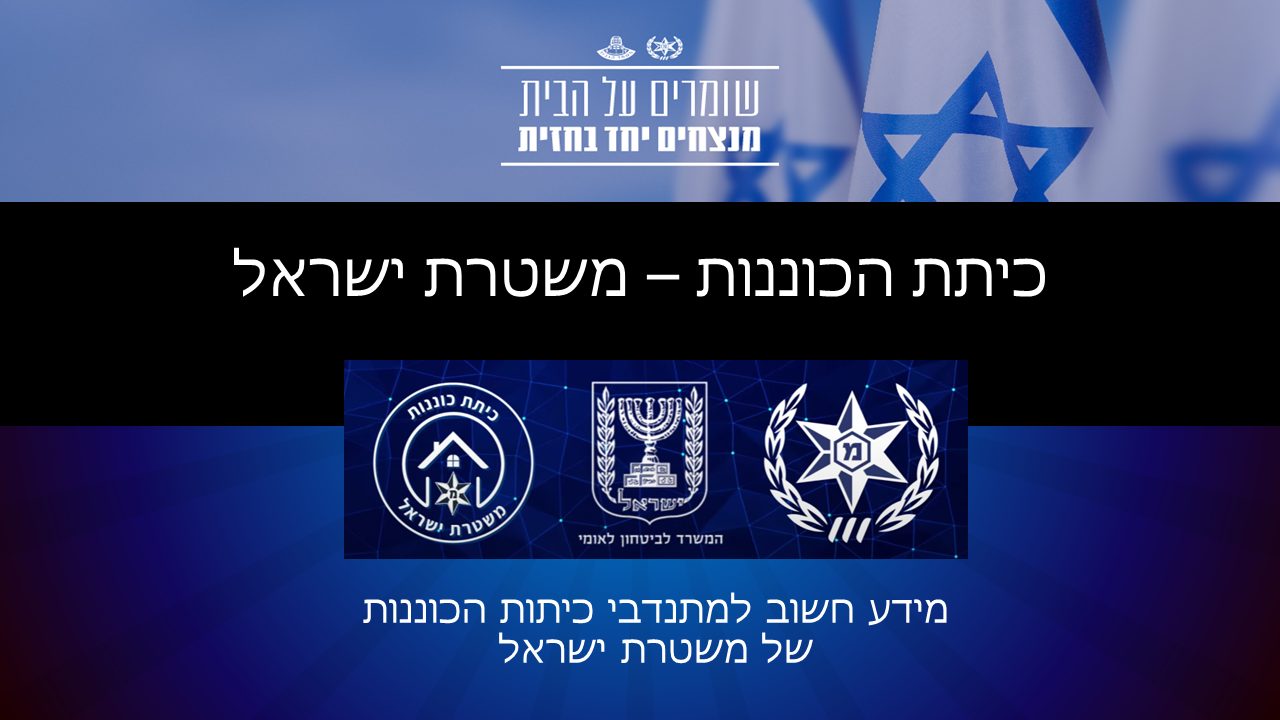 שומרים על הבית
מנצחים יחד בחזית
כיתת הכוננות – משטרת ישראל
כיתת כוננות
משטרת ישראל
ישראל
המשרד לביטחון לאומי
מ
מידע חשוב למתנדבי כיתות הכוננות
של משטרת ישראל